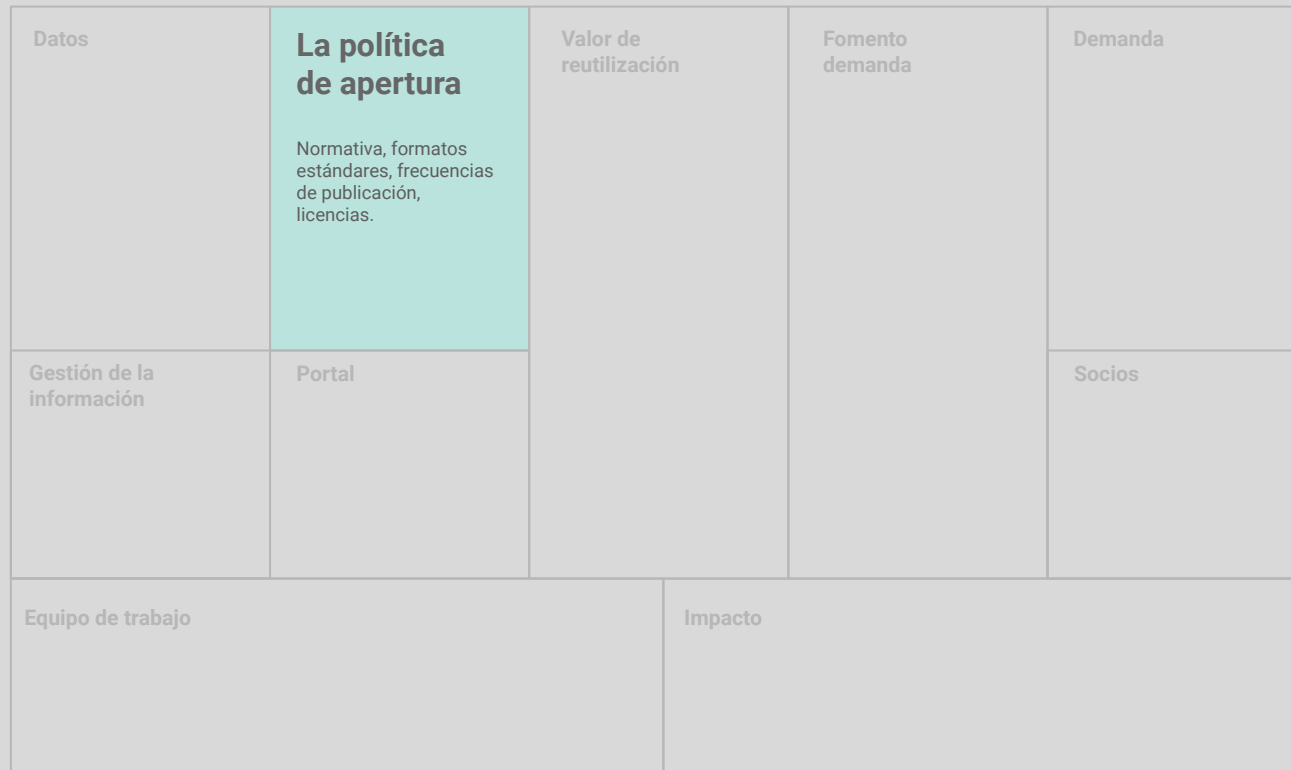 Datos
La política
de apertura
Normativa, formatos
estándares, frecuencias
de publicación,
licencias.
Valor de
reutilización
Fomento
demanda
Demanda
Gestión de la
información
Portal
Socios
Equipo de trabajo
Impacto